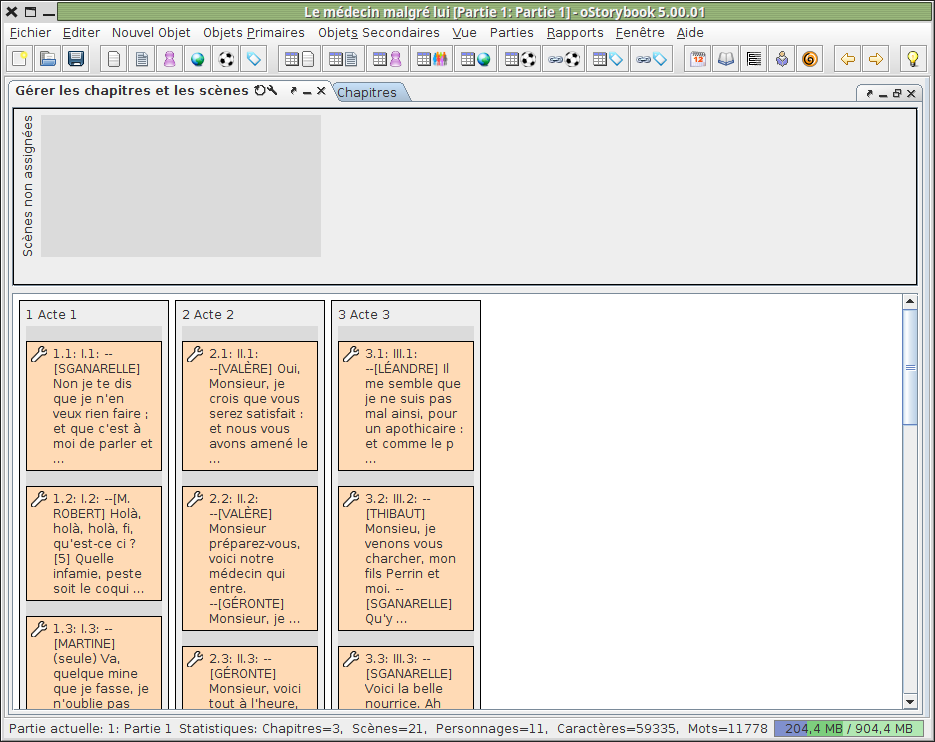 Le médecin malgré lui [Partie 1: Partie 1] - oStorybook 5.00.01
Fichier Editer Nouvel Objet Objets Primaires Objets Secondaires Vue Parties Rapports Fenêtre Aide
12
Gérer les chapitres et les scènes
Chapitres
Scènes non assignées
1 Acte 1
1.1: I.1: --
[SGANARELLE]
Non je te dis
que je n'en
veux rien faire ;
et que c'est à
moi de parler et
...
1.2: I.2: --[M.
ROBERT] Holà,
holà, holà, fi,
qu'est-ce ci ?
[5] Quelle
infamie, peste
soit le coqui ...
1.3: I.3: --
[MARTINE]
(seule) Va,
quelque mine
que je fasse, je
n'oublie pas
2 Acte 2
2.1: II.1:
--[VALÈRE] Oui,
Monsieur, je
crois que vous
serez satisfait :
et nous vous
avons amené le
...
2.2: II.2:
--[VALÈRE]
Monsieur
préparez-vous,
voici notre
médecin qui
entre.
--[GÉRONTE]
Monsieur, je ...
2.3: II.3: --
[GÉRONTE]
Monsieur, voici
tout à l'heure,
3 Acte 3
3.1: III.1:
--[LÉANDRE] Il
me semble que
je ne suis pas
mal ainsi, pour
un apothicaire :
et comme le p
...
3.2: III.2: --
[THIBAUT]
Monsieu, je
venons vous
charcher, mon
fils Perrin et
moi. --
[SGANARELLE]
Qu'y ...
3.3: III.3: --
[SGANARELLE]
Voici la belle
nourrice. Ah
Partie actuelle: 1: Partie 1 Statistiques: Chapitres=3, Scènes=21, Personnages=11, Caractères=59335, Mots=11778
204,4 MB / 904,4 MB